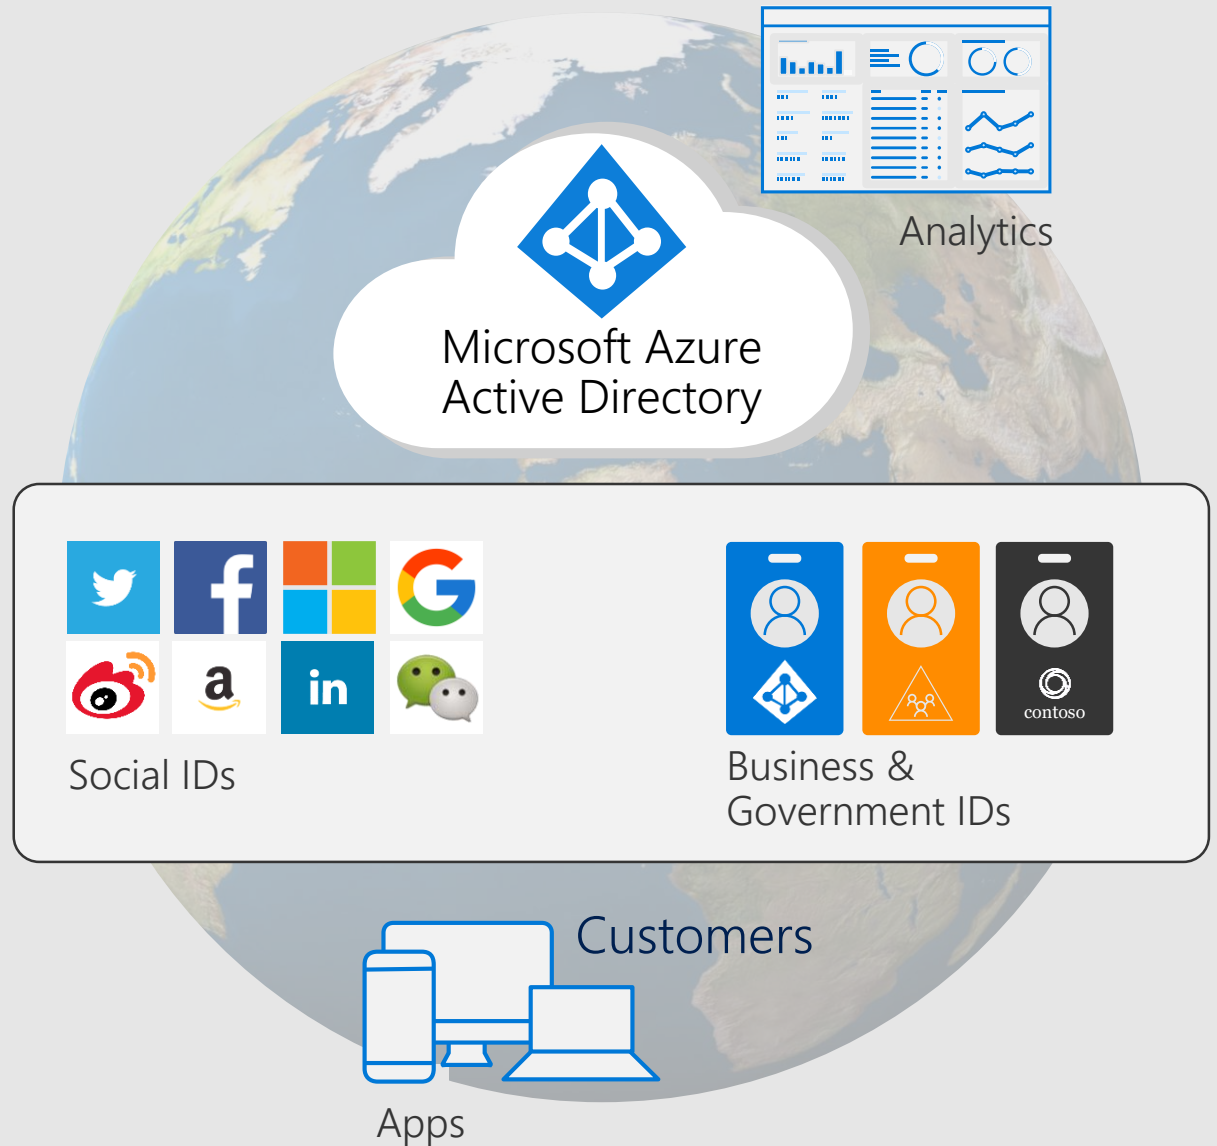 Analytics
Microsoft Azure
Active Directory
a
in
contoso
Social IDs
Business &
Government IDs
Customers
Apps